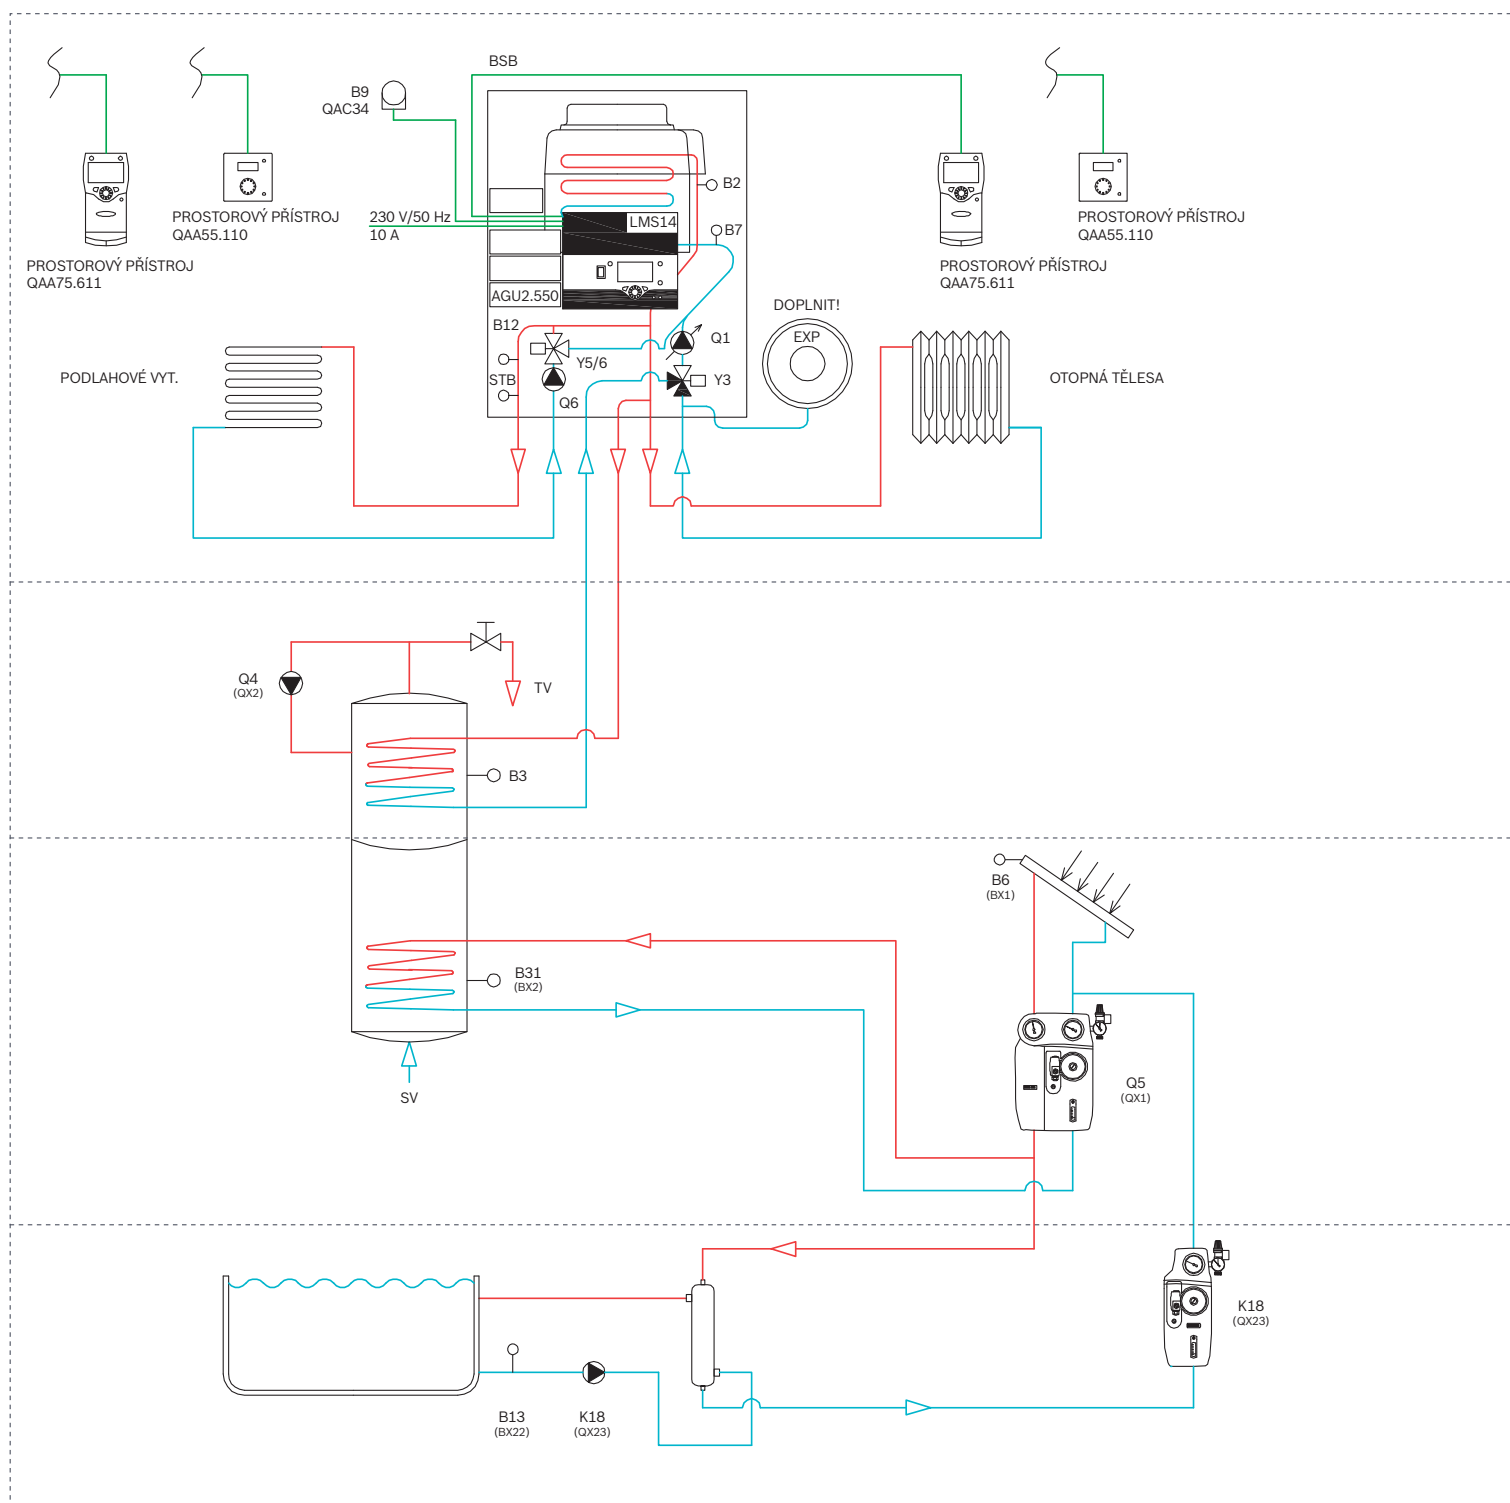 BSB
B9
QAC34
B2
PROSTOROVÝ PŘÍSTROJ
QAA55.110
230 V/50 Hz
10 A
LMS14
B7
PROSTOROVÝ PŘÍSTROJ
QAA55.110
PROSTOROVÝ PŘÍSTROJ
QAA75.611
AGU2.550
PROSTOROVÝ PŘÍSTROJ
QAA75.611
DOPLNIT!
B12
Q1
EXP
Y5/6
PODLAHOVÉ VYT.
STB
Y3
OTOPNÁ TĚLESA
Q6
Q4
(QX2)
TV
B3
B6
(BX1)
B31
(BX2)
Q5
(QX1)
SV
K18
(QX23)
B13
(BX22)
K18
(QX23)